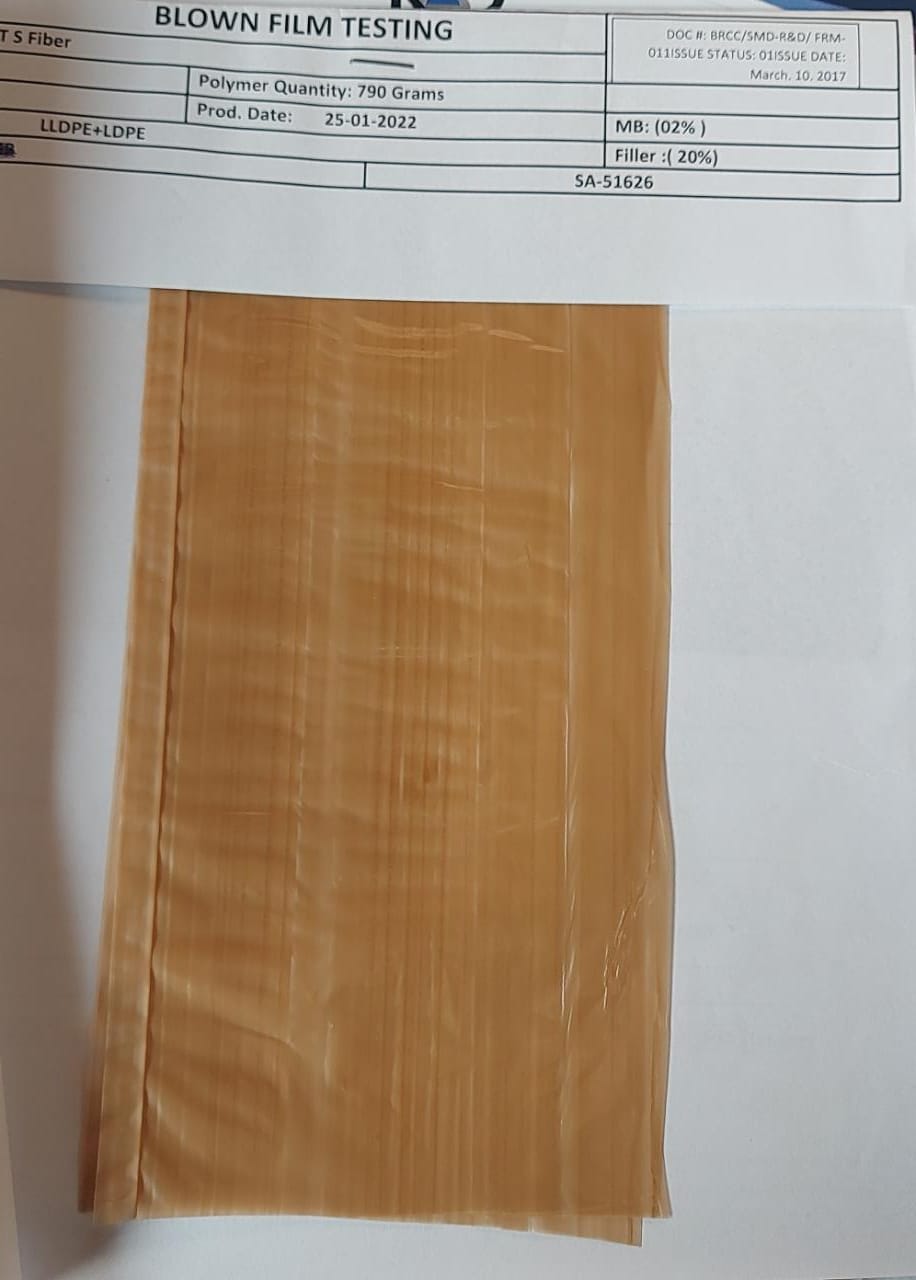 BLOWN FILM TESTING
DOC #: BRCC/SMD-R&D/ FRM-
011ISSUE STATUS: 01ISSUE DATE:
March. 10, 2017
T S Fiber
Polymer Quantity: 790 Grams
Prod. Date: 25-01-2022
MB: (02% )
LLDPE+LDPE
Filler :( 20%)
SA-51626